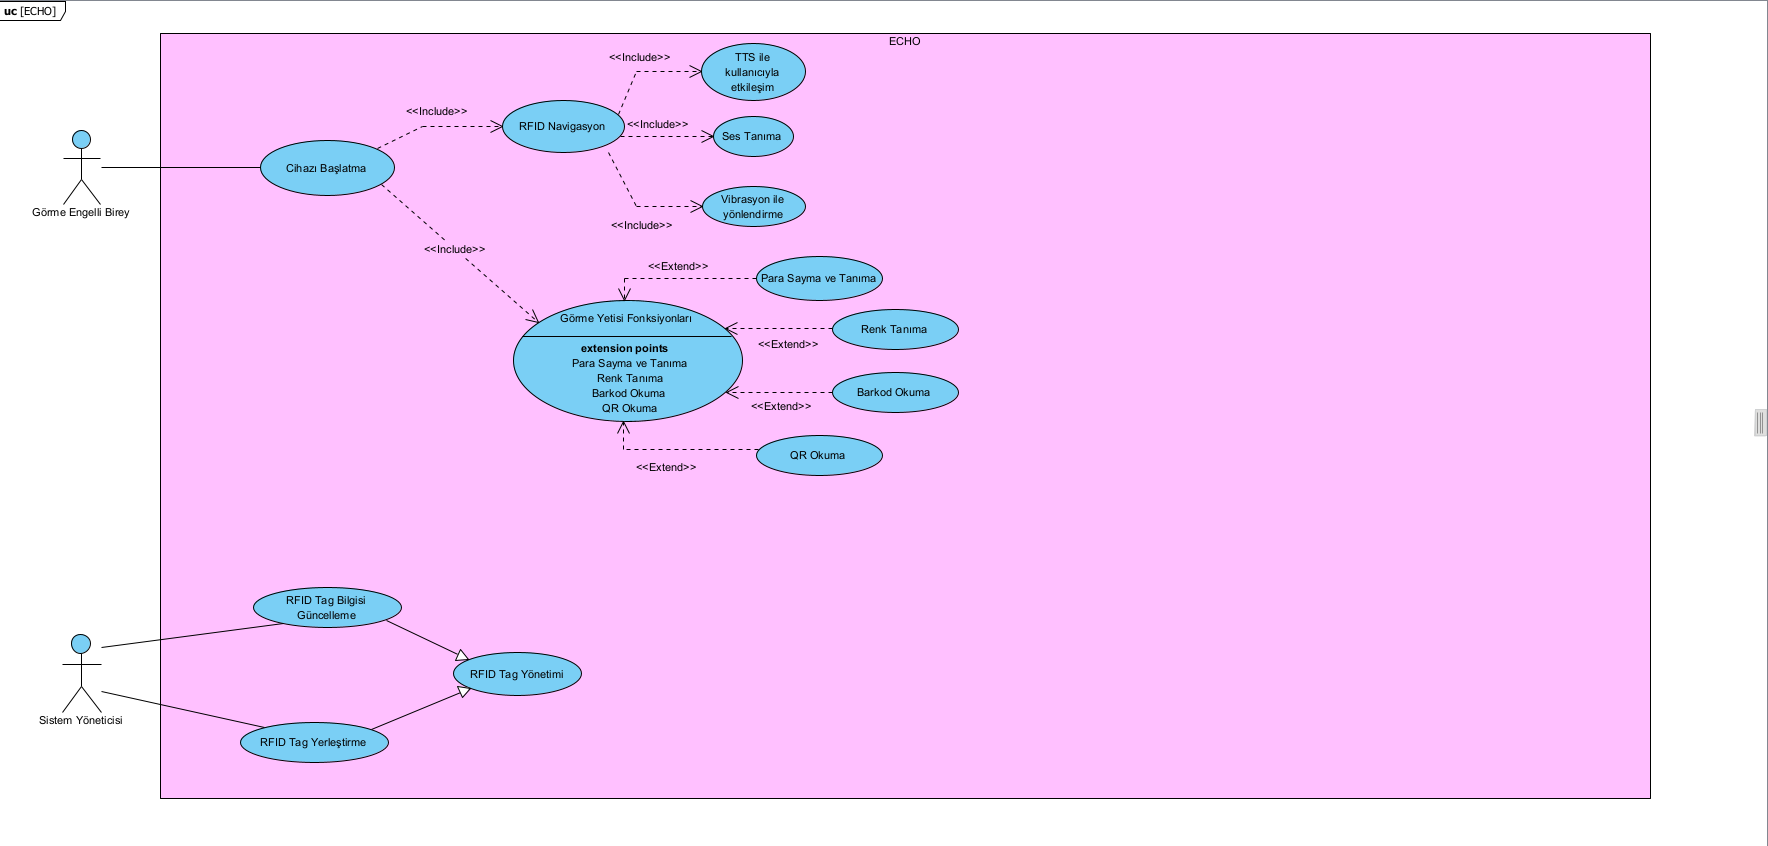 uc [ECHO]
ECHO
TTS ile
kullanıcıyla
etkileşim
<<Include>>
<<Include>>
RFID Navigasyon
<<Include>>
Ses Tanıma
Cihazı Başlatma
Görme Engelli Birey
Vibrasyon ile
yönlendirme
<<Include>>
<<Include>>
<<Extend>>
Para Sayma ve Tanıma
Görme Yetisi Fonksiyonları
extension points
Para Sayma ve Tanıma
Renk Tanıma
Barkod Okuma
QR Okuma
Renk Tanıma
<<Extend>>
Barkod Okuma
<<Extend>>
QR Okuma
<<Extend>>
RFID Tag Bilgisi
Güncelleme
RFID Tag Yönetimi
Sistem Yöneticisi
RFID Tag Yerleştirme